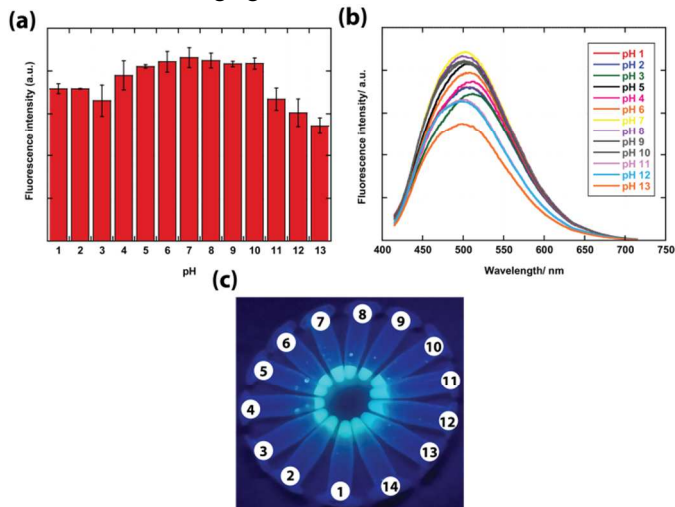 (a)
Fluorescence intensity (a.u.)
1 2 3 4 5 6 7 8 9 10 11 12 13
pH
(b)
Fluorescence intensity/ a.u.
pH 1
pH 2
pH 3
pH 5
pH 4
pH 6
pH 7
pH 8
pH 9
pH 10
pH 11
pH 12
pH 13
400 450 500 550 600 650 700 750
Wavelength/ nm
(c)
7 8 9
6 10
5 11
4 12
3 13
2 14
1